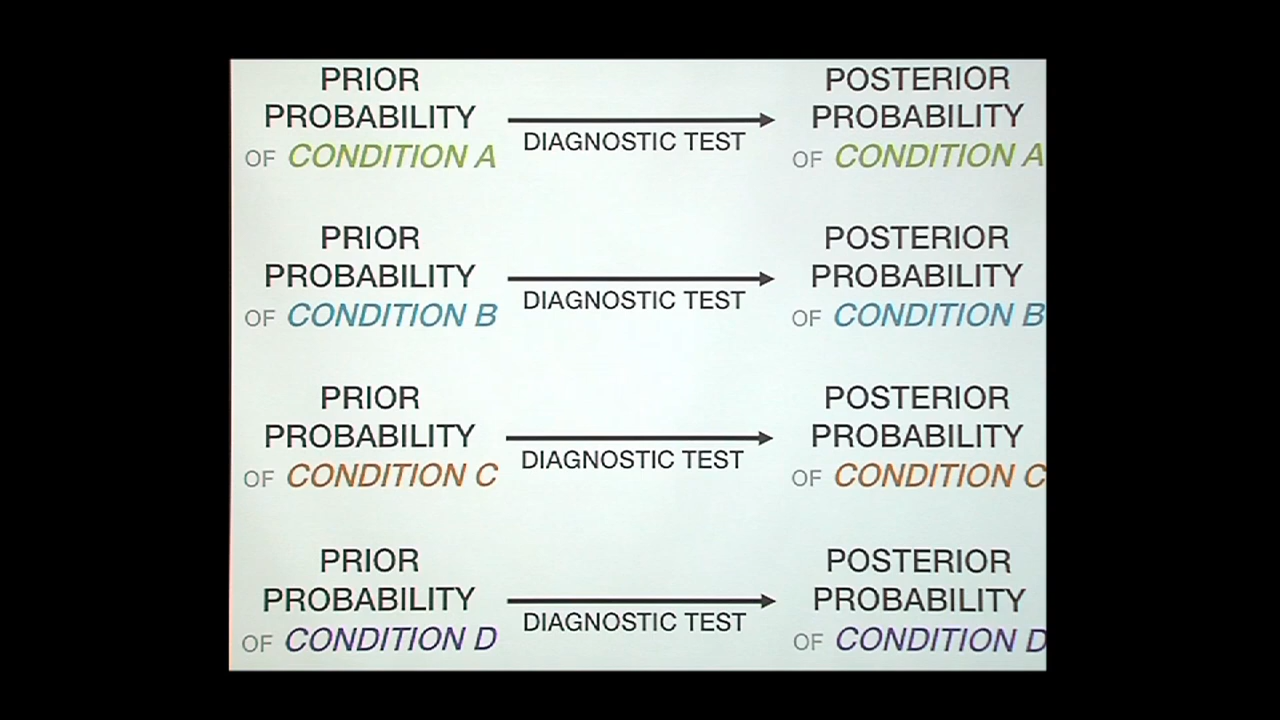 PRIOR
PROBABILITY
OF CONDITION A
DIAGNOSTIC TEST
POSTERIOR
PROBABILITY
OF CONDITION A
PRIOR
PROBABILITY
OF CONDITION B
DIAGNOSTIC TEST
POSTERIOR
PROBABILITY
OF CONDITION B
PRIOR
PROBABILITY
OF CONDITION C
DIAGNOSTIC TEST
POSTERIOR
PROBABILITY
OF CONDITION C
PRIOR
PROBABILITY
OF CONDITION D
DIAGNOSTIC TEST
POSTERIOR
PROBABILITY
OF CONDITION D